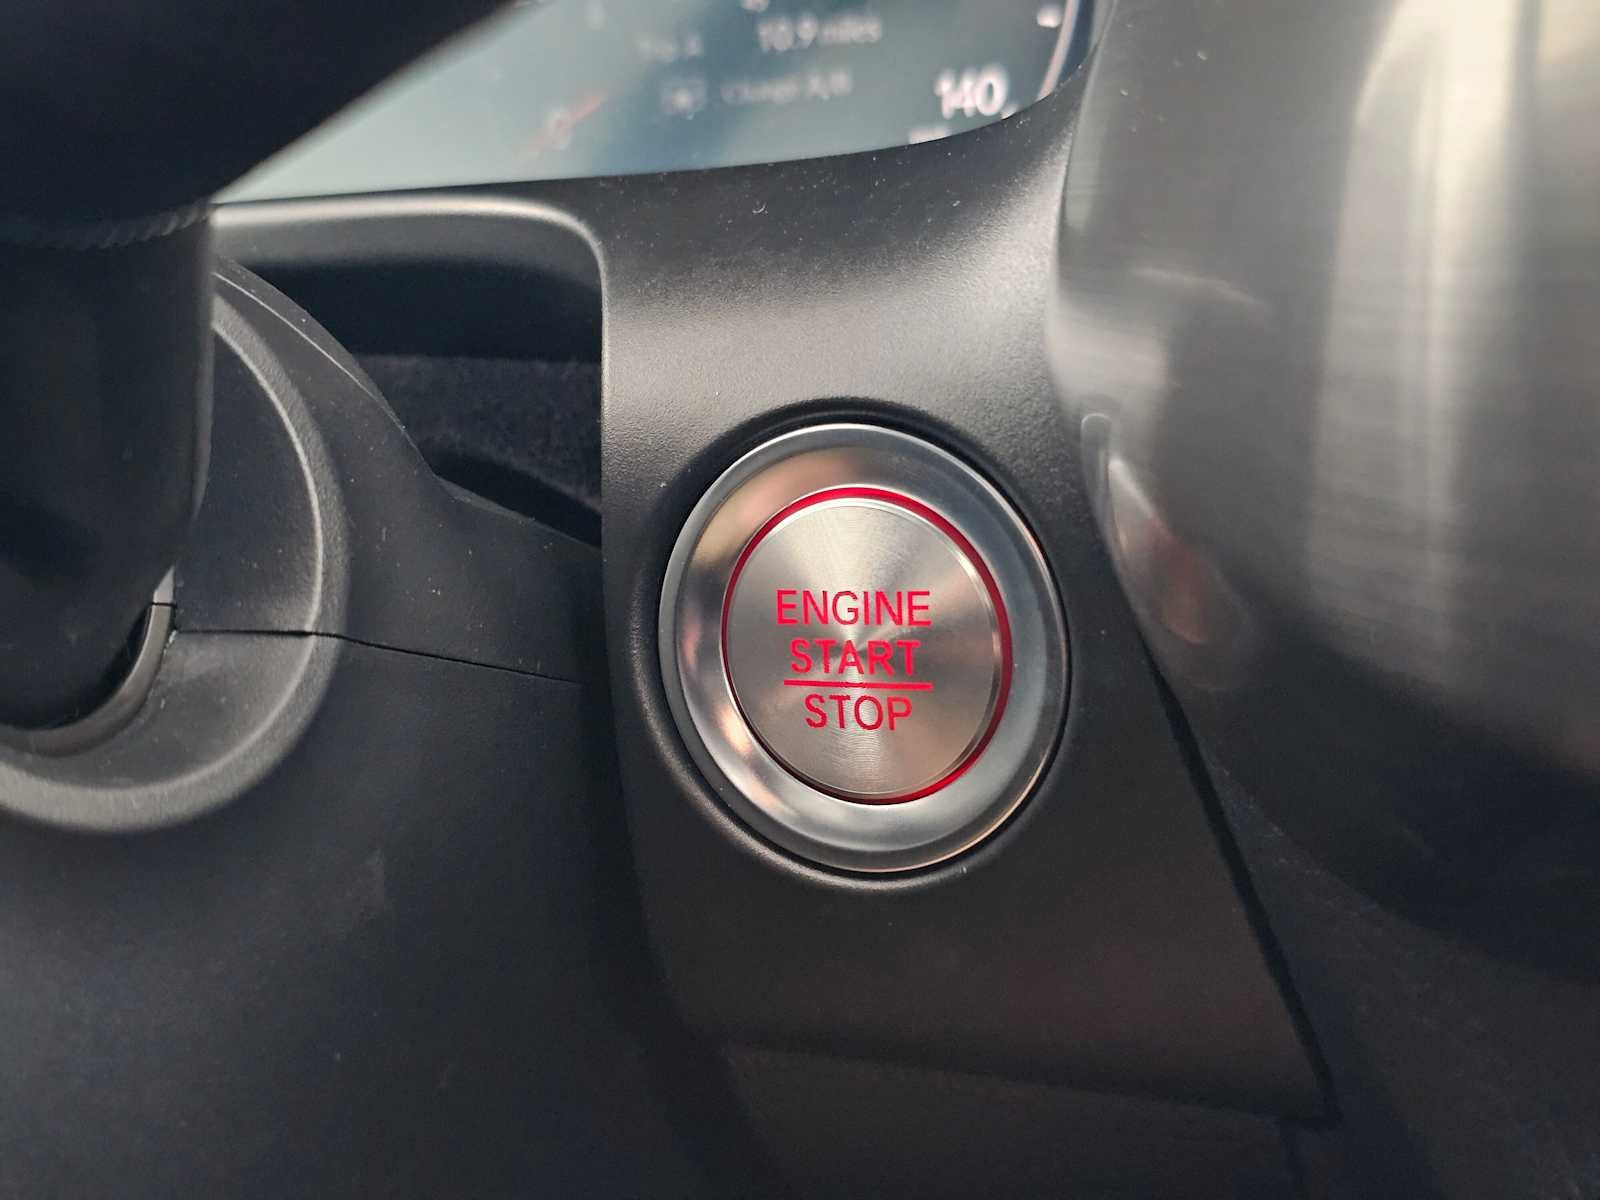 10.9 miles
140
ENGINE
START
STOP